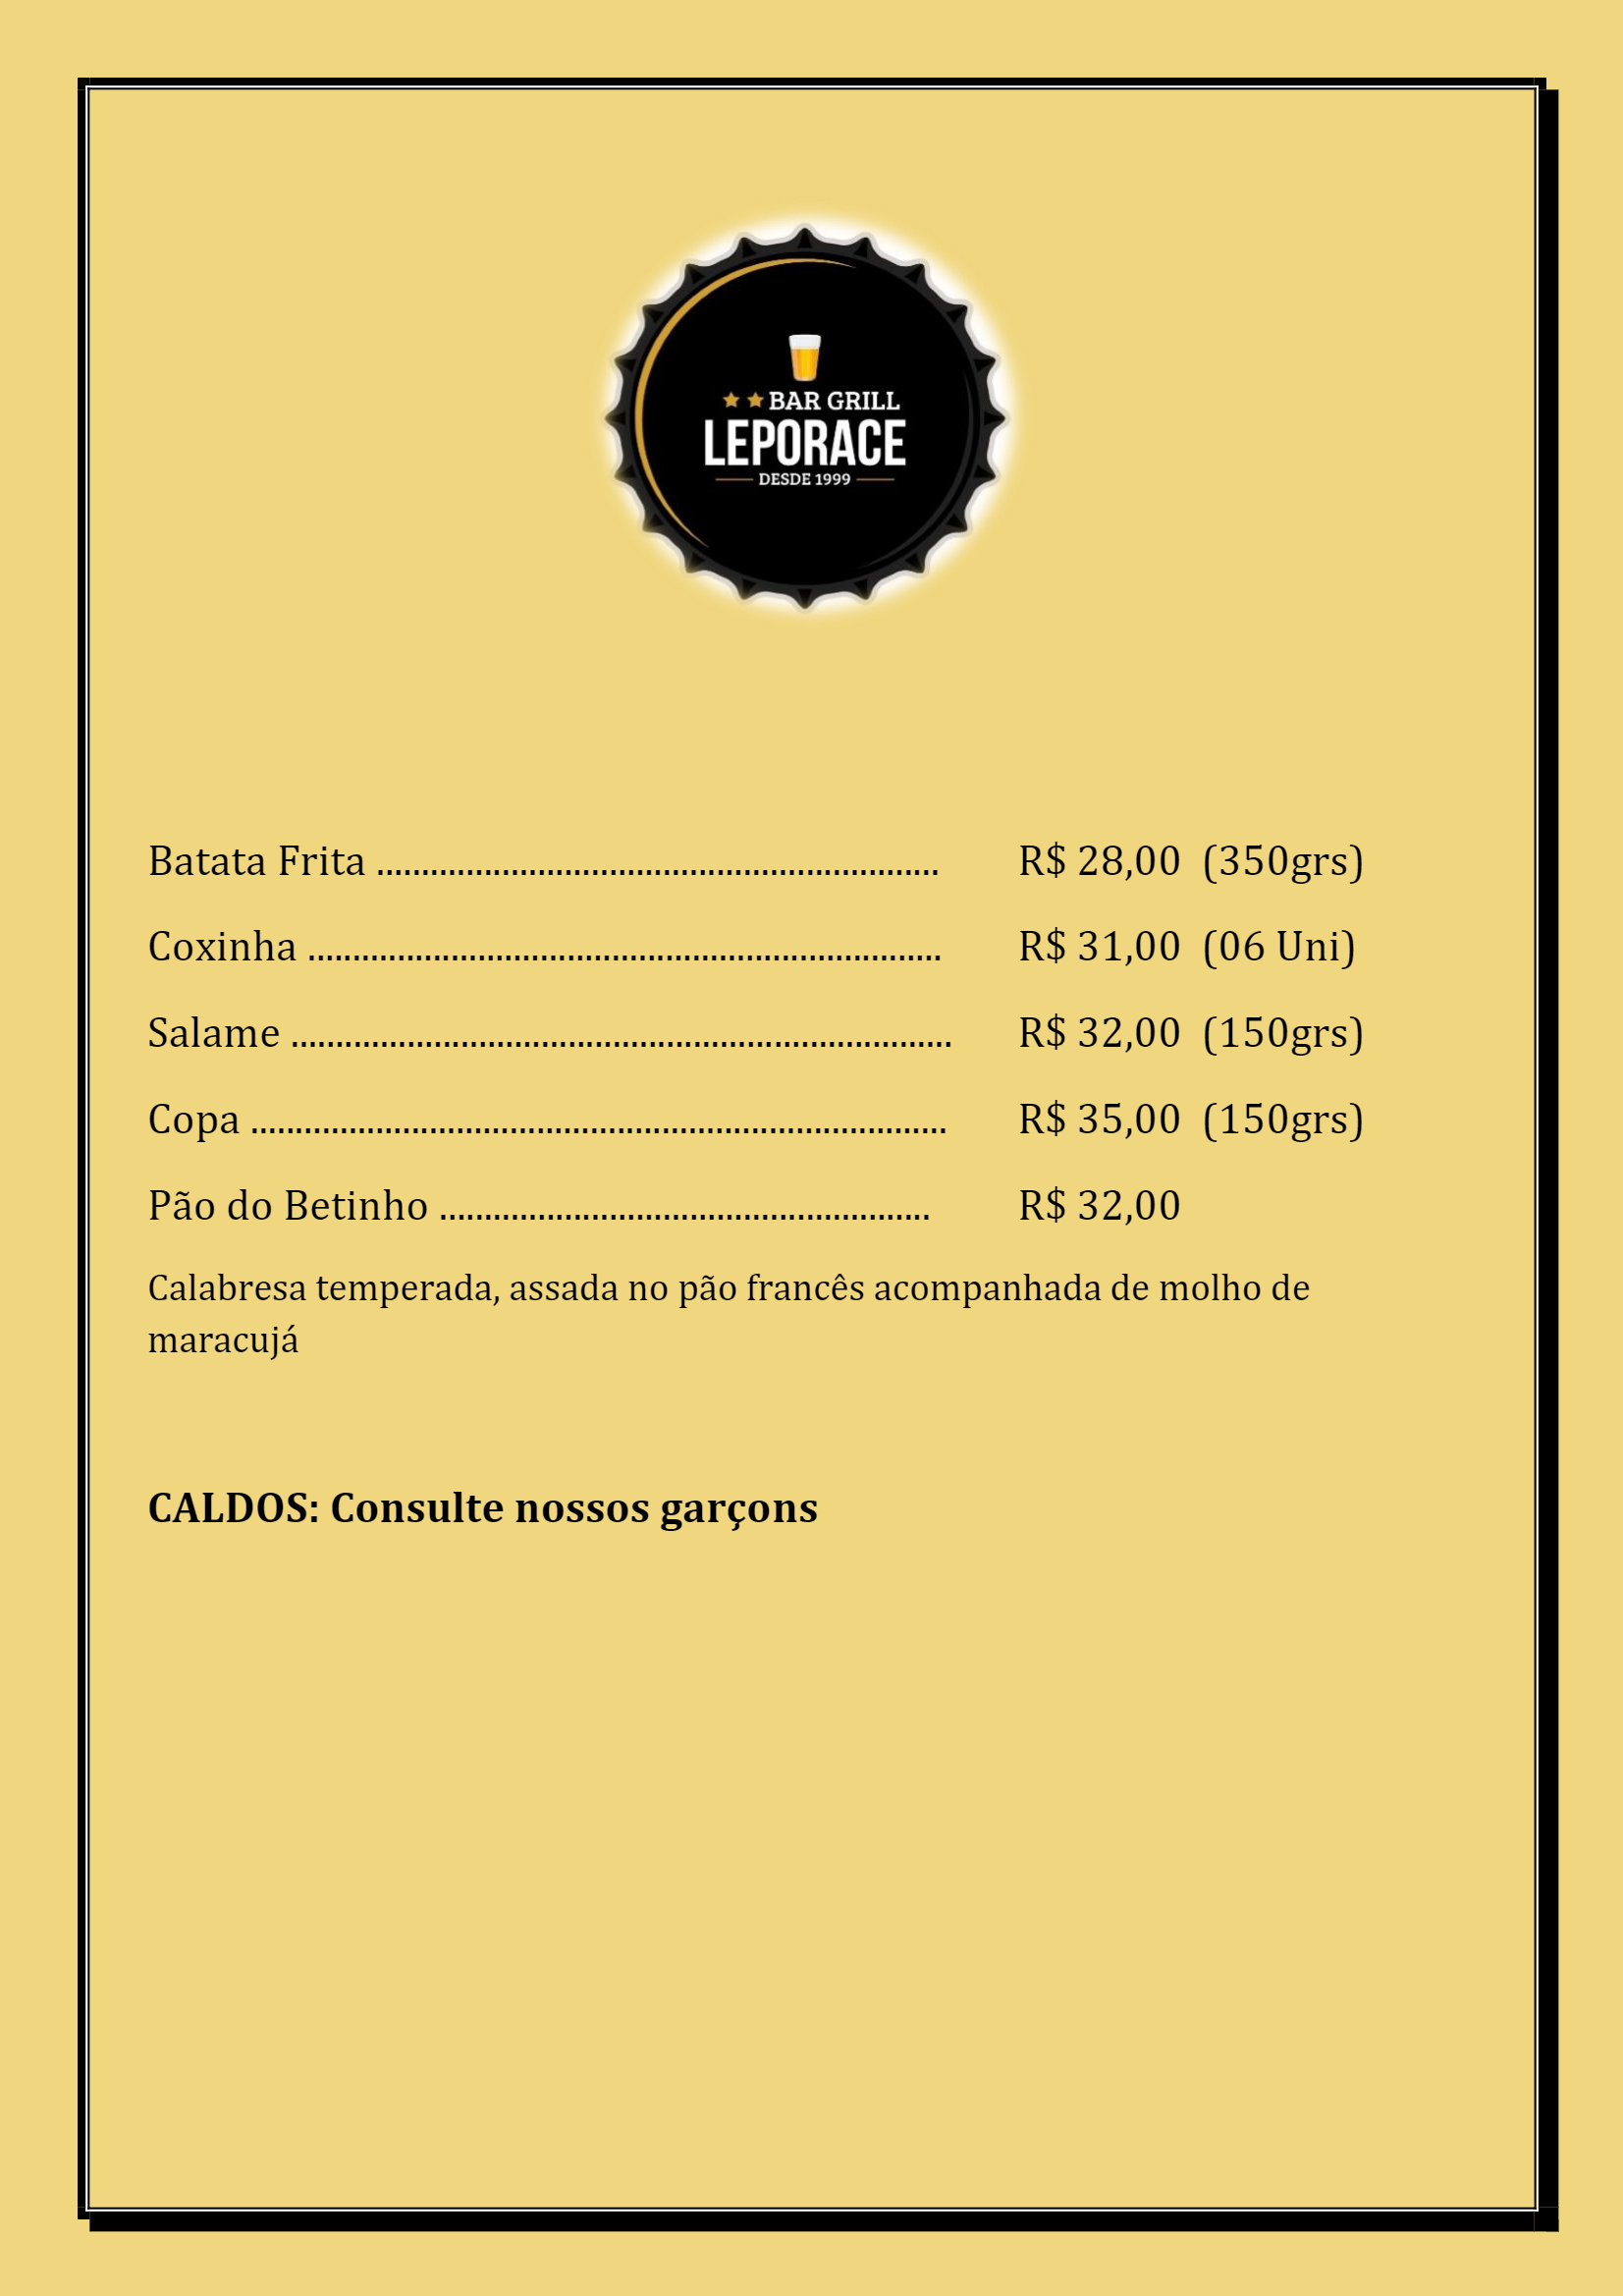 BAR GRILL
LEPORACE
DESDE 1999
Batata Frita ............................................................... R$ 28,00 (350grs)
Coxinha ....................................................................... R$ 31,00 (06 Uni)
Salame .......................................................................... R$ 32,00 (150grs)
Copa .............................................................................. R$ 35,00 (150grs)
Pão do Betinho ....................................................... R$ 32,00
Calabresa temperada, assada no pão francês acompanhada de molho de
maracujá
CALDOS: Consulte nossos garçons